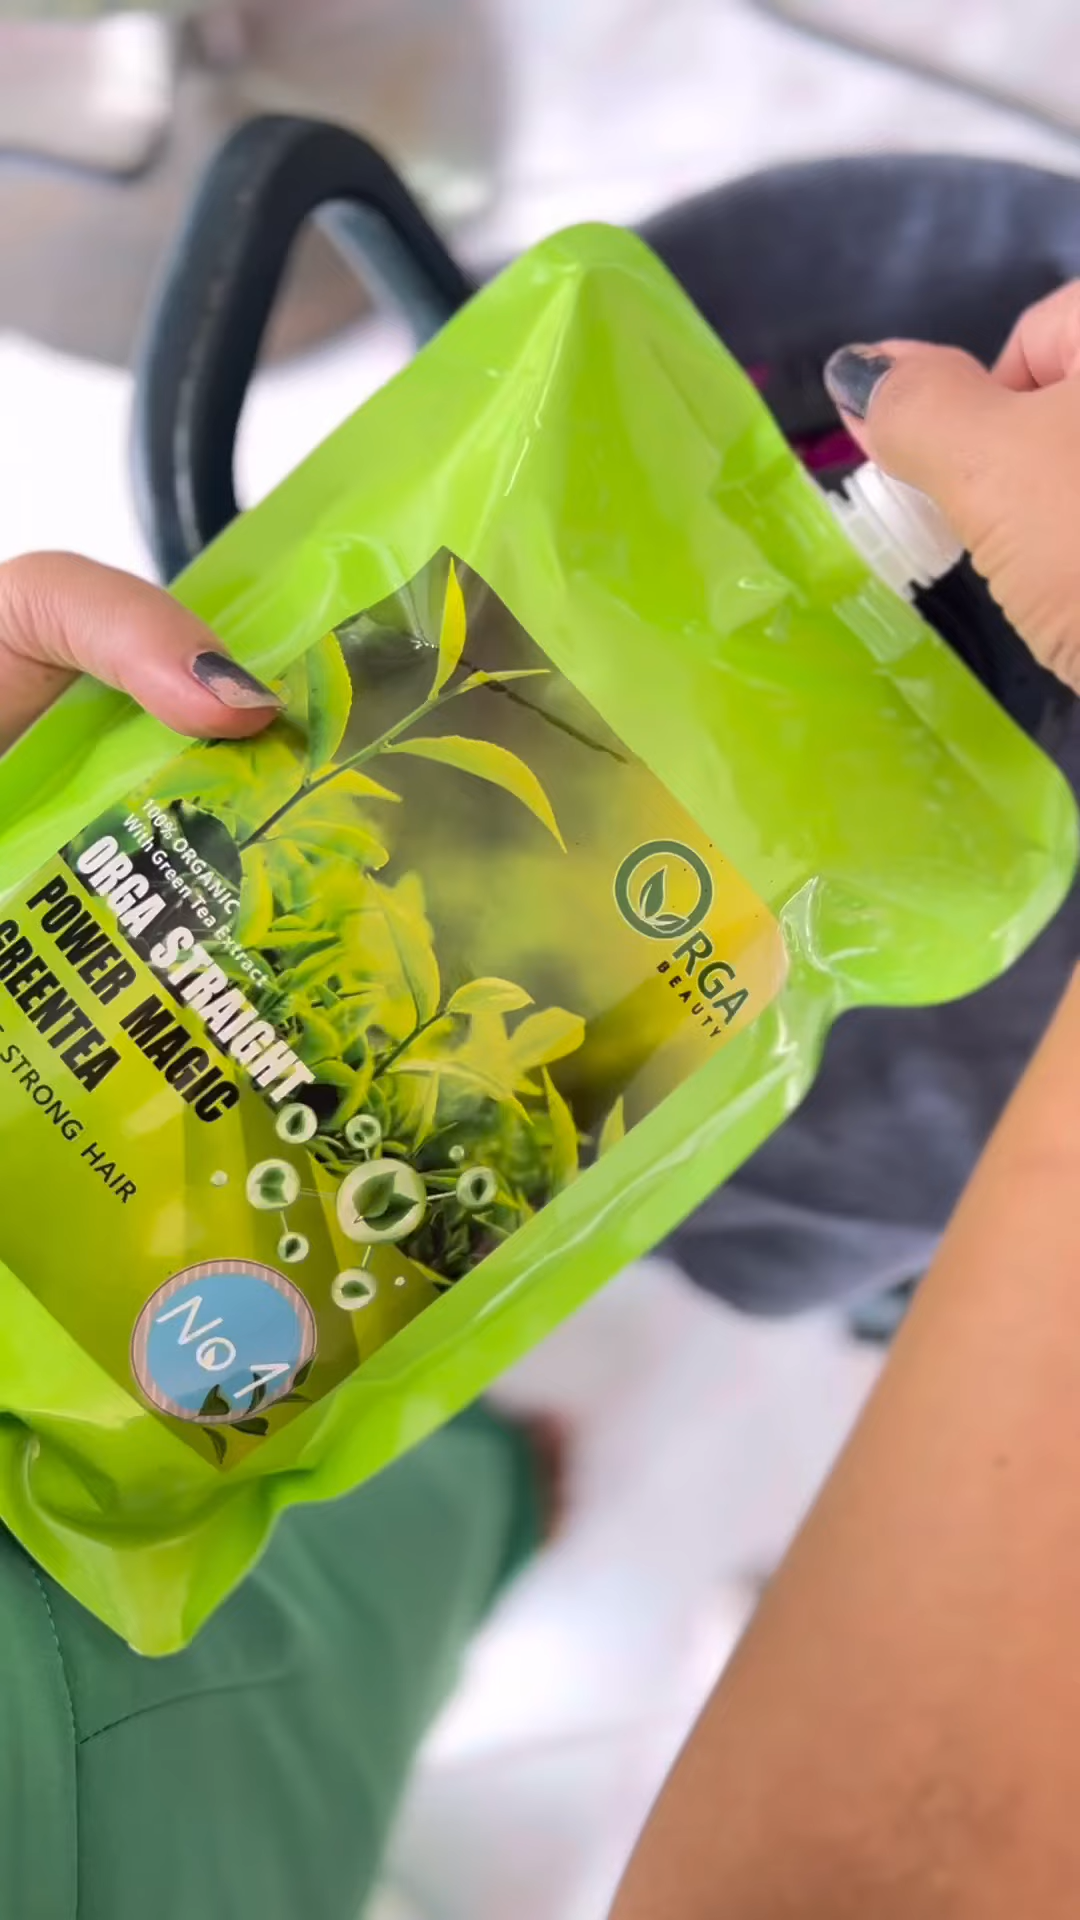 ORGA
BEAUTY
100% ORGANIC
With Green Tea Extract
ORGA STRAIGHT
POWER MAGIC
GREENTEA
STRONG HAIR
No 1